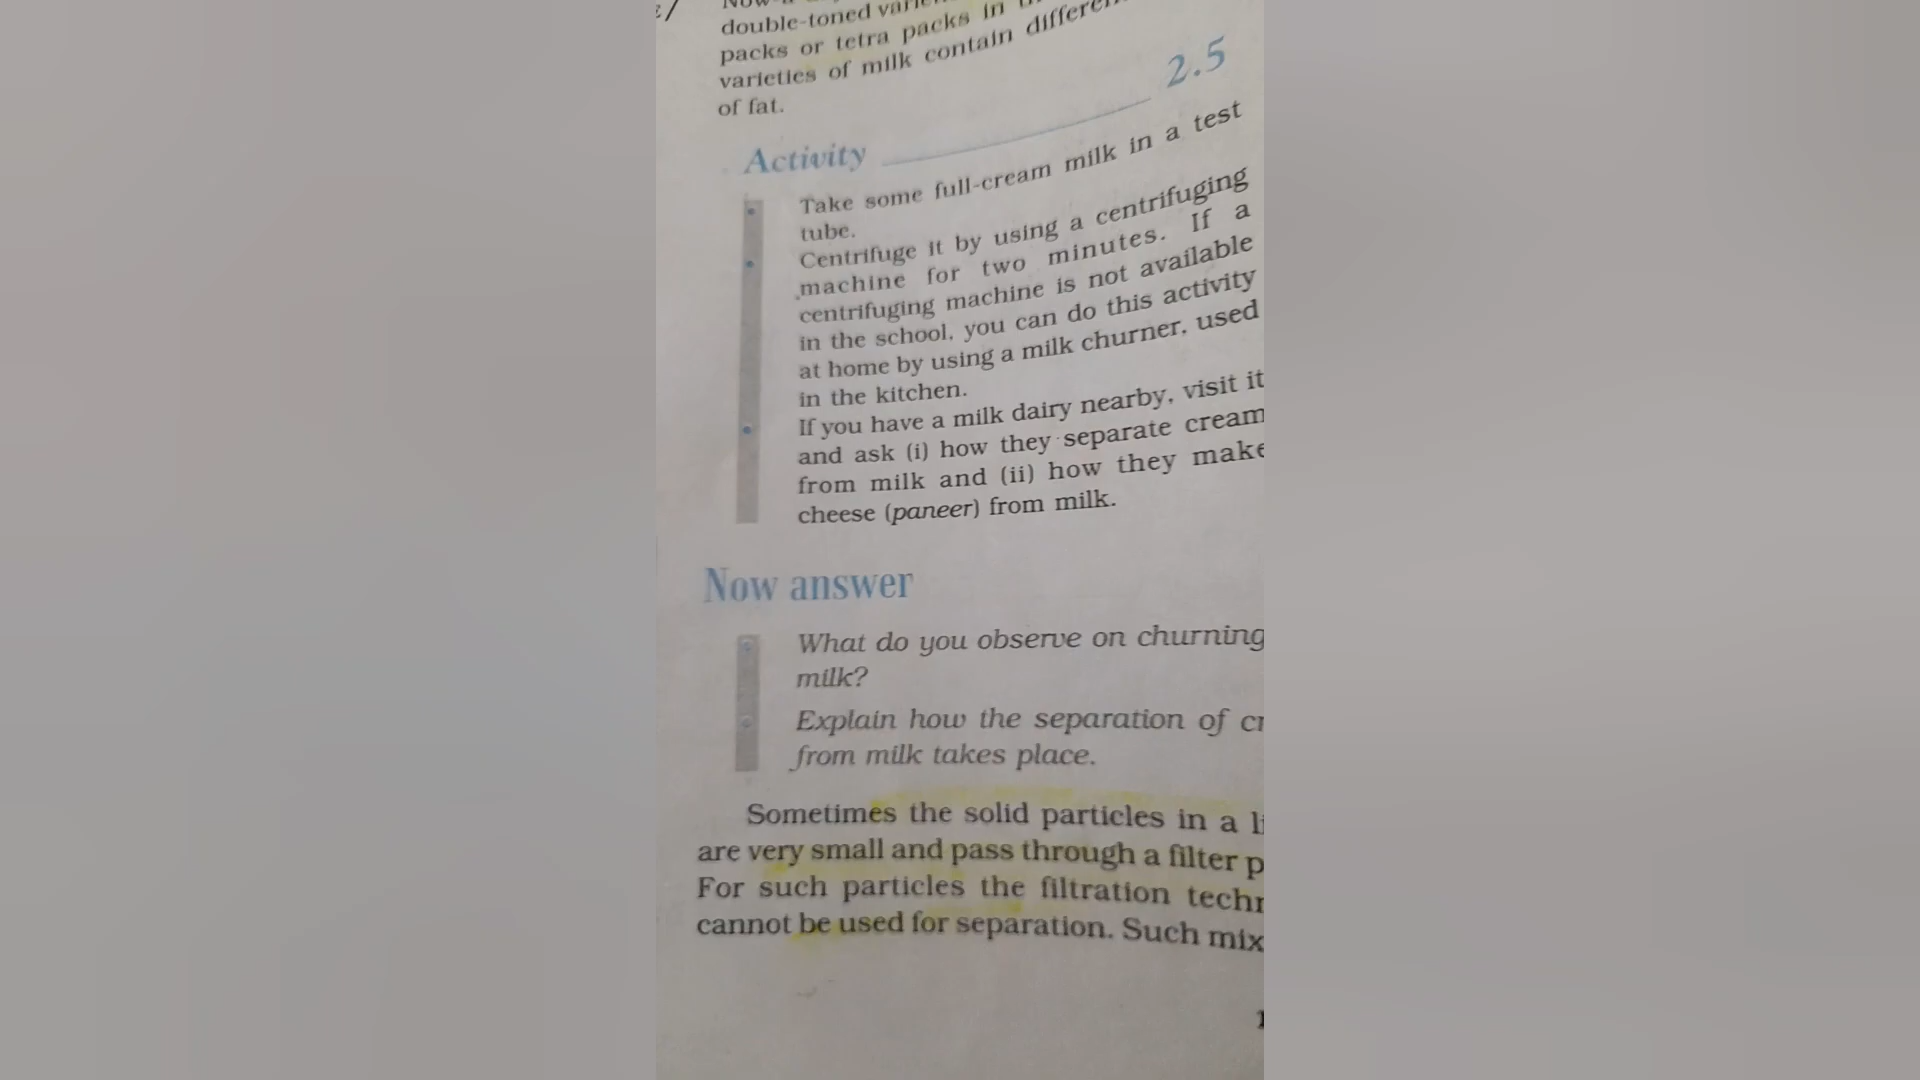 double-toned
packs or tetra packs in
varieties of milk contain
of fat.
2.5
Activity
Take some full-cream milk in a test
tube.
Centrifuge it by using a centrifuging
machine for two minutes. If a
centrifuging machine is not available
in the school, you can do this activity
at home by using a milk churner, used
in the kitchen.
If you have a milk dairy nearby, visit it
and ask (i) how they separate cream
from milk and (ii) how they make
cheese (paneer) from milk.
Now answer
What do you observe on churning
milk?
Explain how the separation of
from milk takes place.
Sometimes the solid particles in a
are very small and pass through a filter
For such particles the filtration
cannot be used for separation. Such